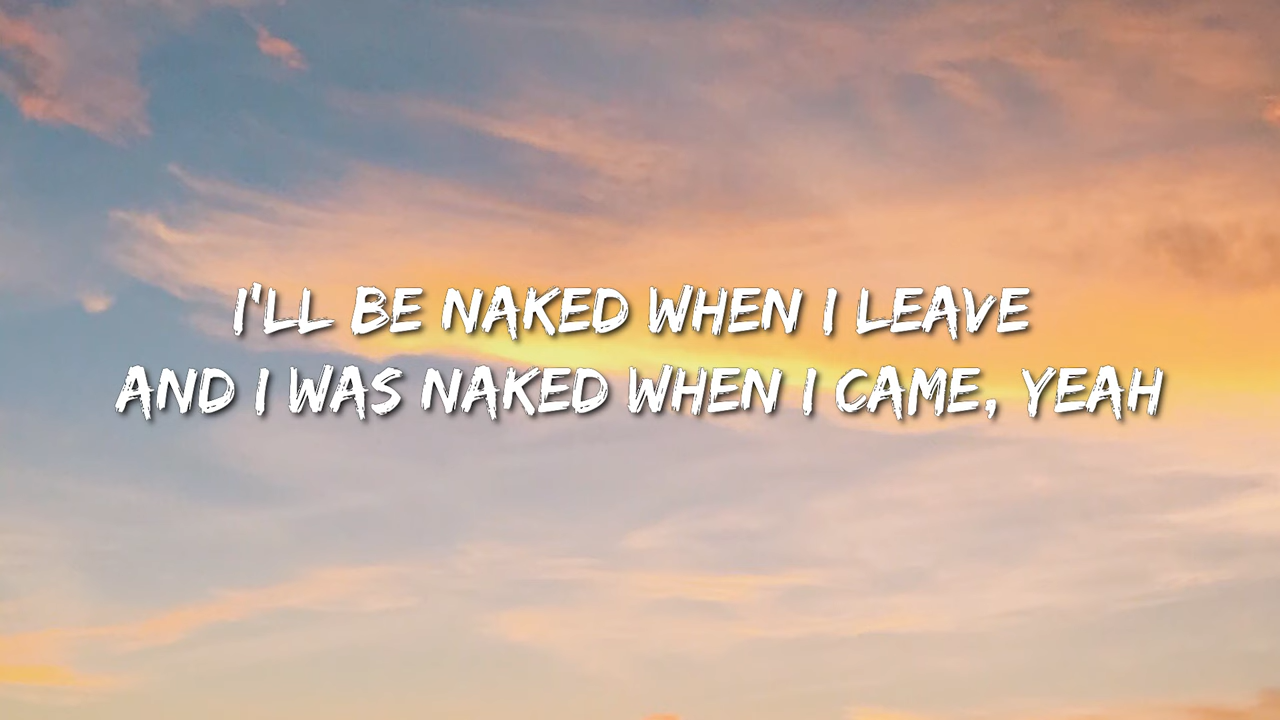 I'LL BE NAKED WHEN I LEAVE
AND I WAS NAKED WHEN I CAME, YEAH